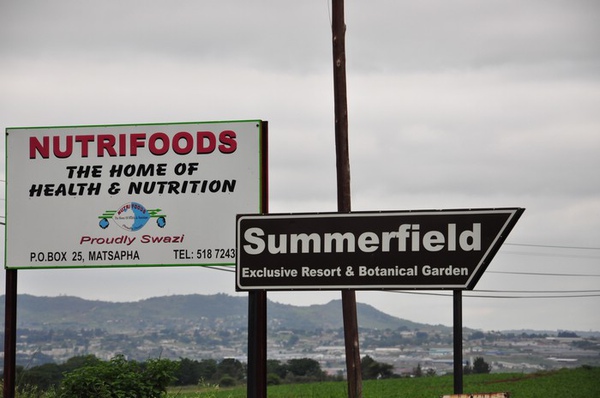 NUTRIFOODS
THE HOME OF
HEALTH & NUTRITION
Proudly Swazi
P.O.BOX 25, MATSAPHA TEL: 518 7243
Summerfield
Exclusive Resort & Botanical Garden